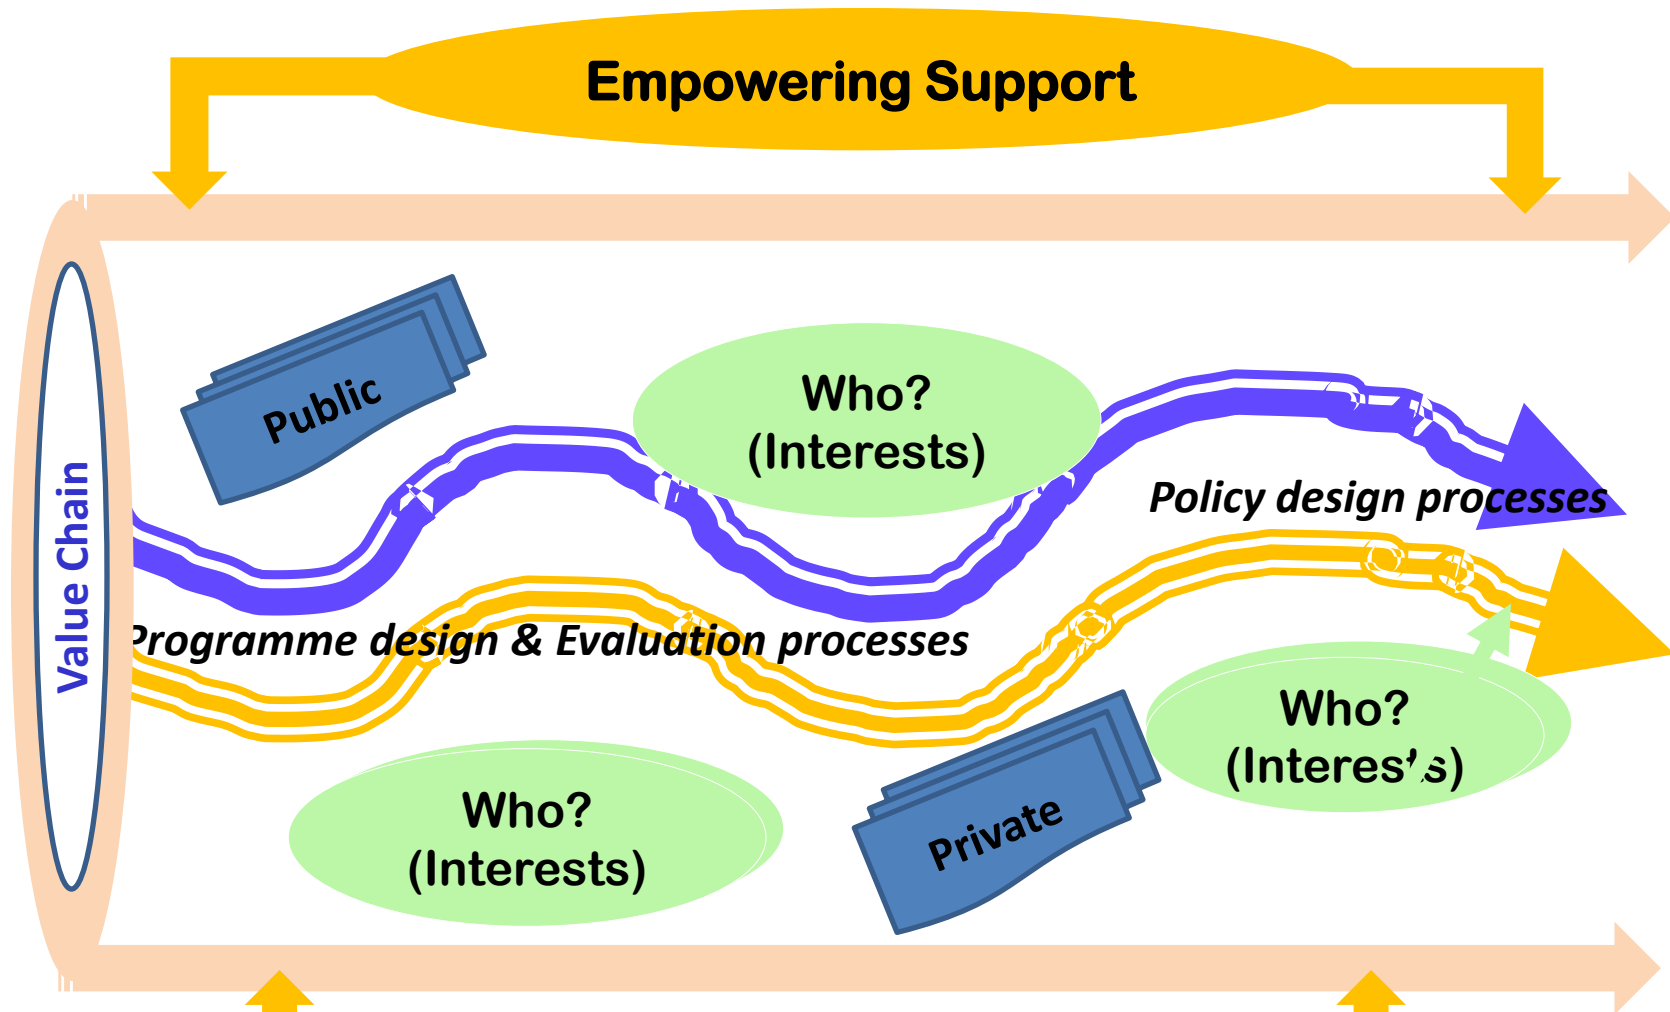 Empowering Support
Public
Who?
(Interests)
Policy design processes
Value Chain
Programme design & Evaluation processes
Who?
(Interests)
Who?
(Interests)
Private